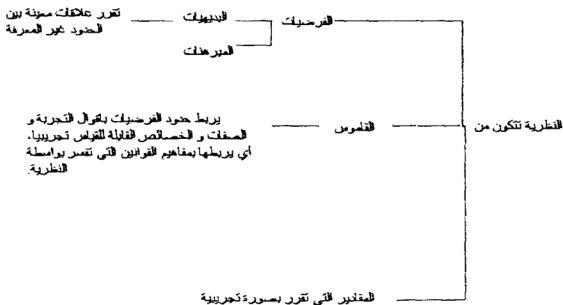 النظرية تتكون من
الفرضيات
البديهيات
تقرر علاقات معينة بين
الحدود غير المعرفة
المبرهنات
القاموس
يربط حدود الفرضيات باقوال التجربة و
الصفات و الخصائص القابلة للقياس تجريبيا،
أي يربطها بمفاهيم القوانين التي تفسر بواسطة
النظرية.
المقادير التي تقرر بصورة تجريبية